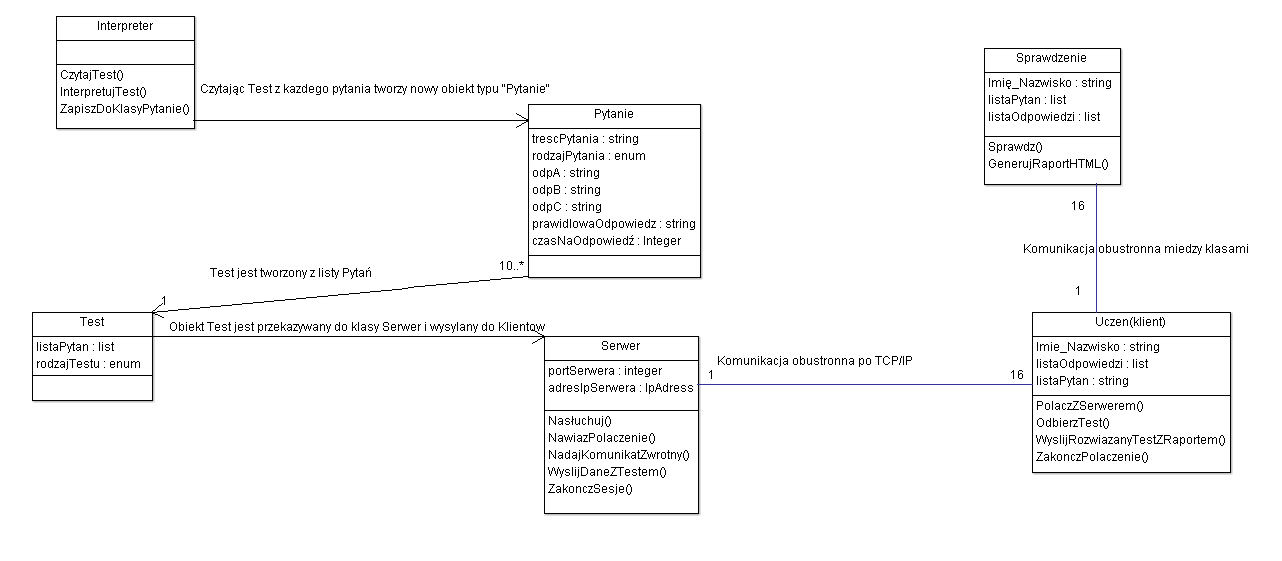 Interpreter
CzytajTest()
InterpretujTest()
ZapiszDoKlasyPytanie()
Czytając Test z kazdego pytania tworzy nowy obiekt typu "Pytanie"
Pytanie
trescPytania : string
rodzajPytania : enum
odpA : string
odpB : string
odpC : string
prawidlowaOdpowiedz : string
czasNaOdpowiedź : Integer
10..*
Test jest tworzony z listy Pytań
1
Test
listaPytan : list
rodzajTestu : enum
Obiekt Test jest przekazywany do klasy Serwer i wysylany do Klientow
Serwer
portSerwera : integer
adresIpSerwera : IpAdress
Nasłuchuj()
NawiazPolaczenie()
NadajKomunikatZwrotny()
WyslijDaneZTestem()
ZakonczSesje()
Komunikacja obustronna po TCP/IP
1
16
Sprawdzenie
Imię_Nazwisko : string
listaPytan : list
listaOdpowiedzi : list
Sprawdz()
GenerujRaportHTML()
16
Komunikacja obustronna miedzy klasami
1
Uczen(klient)
Imie_Nazwisko : string
listaOdpowiedzi : list
listaPytan : string
PolaczZSerwerem()
OdbierzTest()
WyslijRozwiazanyTestZRaportem()
ZakonczPolaczenie()